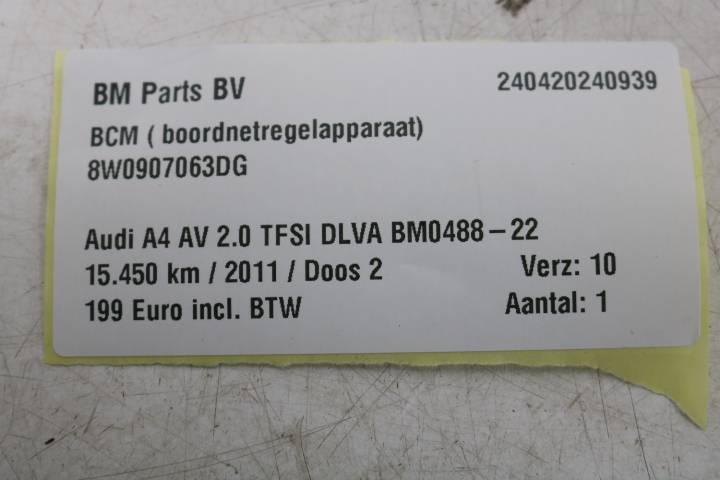 BM Parts BV 240420240939
BCM ( boordnetregelapparaat)
8W0907063DG
Audi A4 AV 2.0 TFSI DLVA BM0488-22
15.450 km / 2011 / Doos 2 Verz: 10
199 Euro incl. BTW Aantal: 1